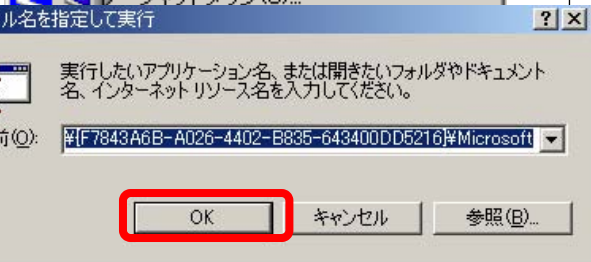 ル名を指定して実行
実行したいアプリケーション名、または開きたいフォルダやドキュメント
名、インターネット リソース名を入力してください。
前(O):
¥{F7843A6B-A026-4402-B835-643400DD5216}¥Microsoft
OK
キャンセル
参照(B)...